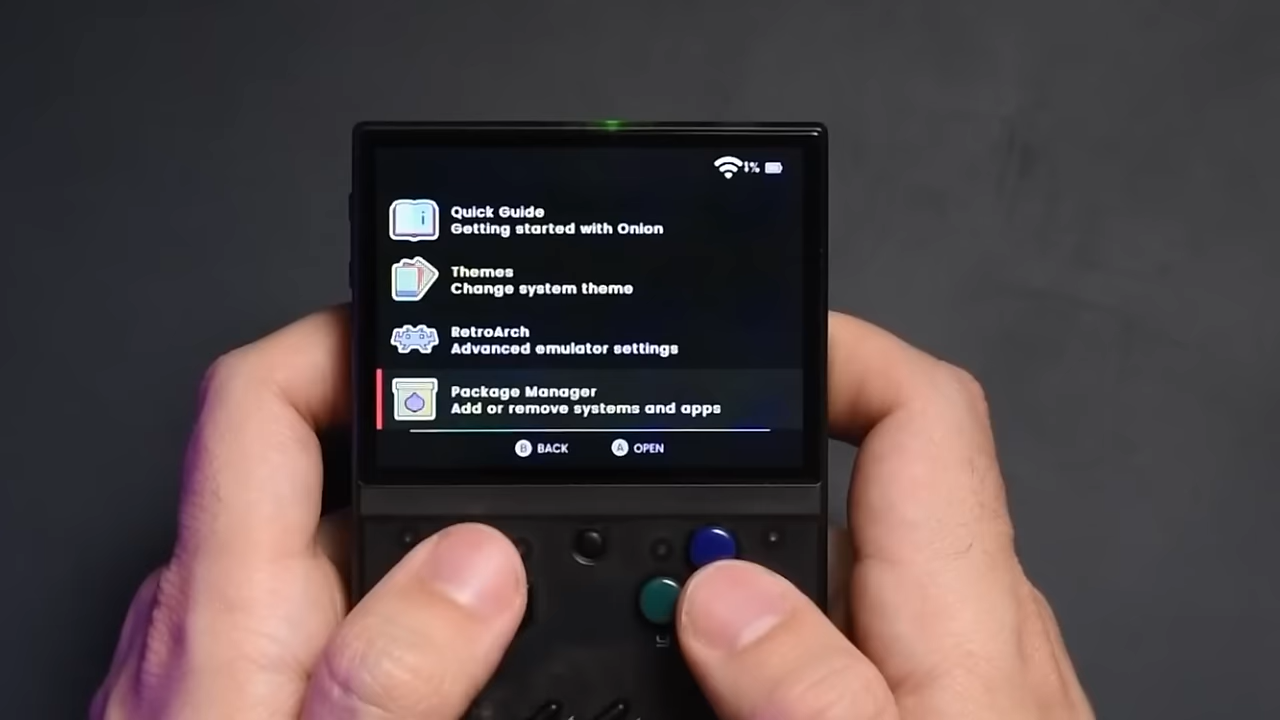 Quick Guide
Getting started with Onion
Themes
Change system theme
RetroArch
Advanced emulator settings
Package Manager
Add or remove systems and apps
B BACK A OPEN